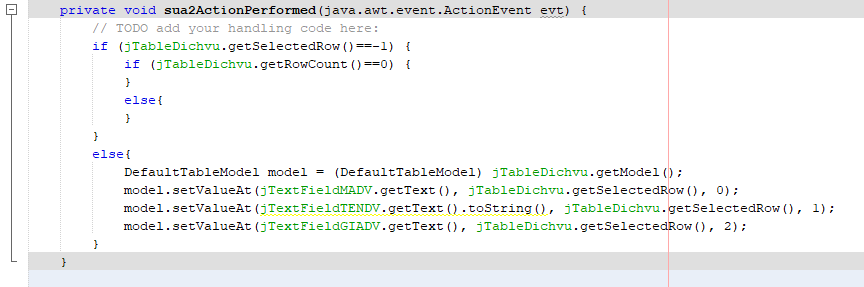 private void sua2ActionPerformed(java.awt.event.ActionEvent evt) {
// TODO add your handling code here:
if (jTableDichvu.getSelectedRow()==-1) {
if (jTableDichvu.getRowCount()==0) {
}
else{
}
}
else{
DefaultTableModel model = (DefaultTableModel) jTableDichvu.getModel();
model.setValueAt(jTextFieldMADV.getText(), jTableDichvu.getSelectedRow(), 0);
model.setValueAt(jTextFieldTENDV.getText().toString(), jTableDichvu.getSelectedRow(), 1);
model.setValueAt(jTextFieldGIADV.getText(), jTableDichvu.getSelectedRow(), 2);
}
}